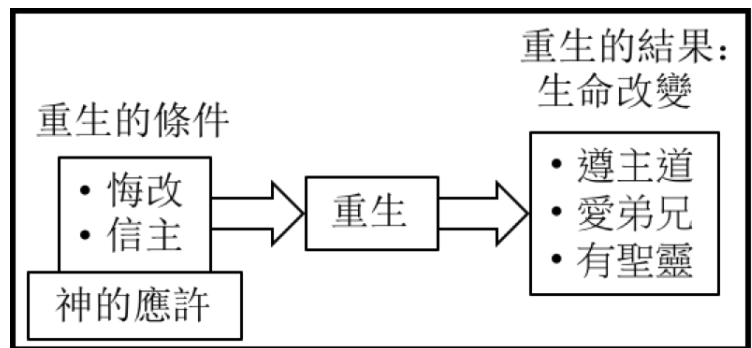 重生的條件
• 悔改
• 信主
神的應許
重生
重生的結果：
生命改變
• 遵主道
• 愛弟兄
• 有聖靈